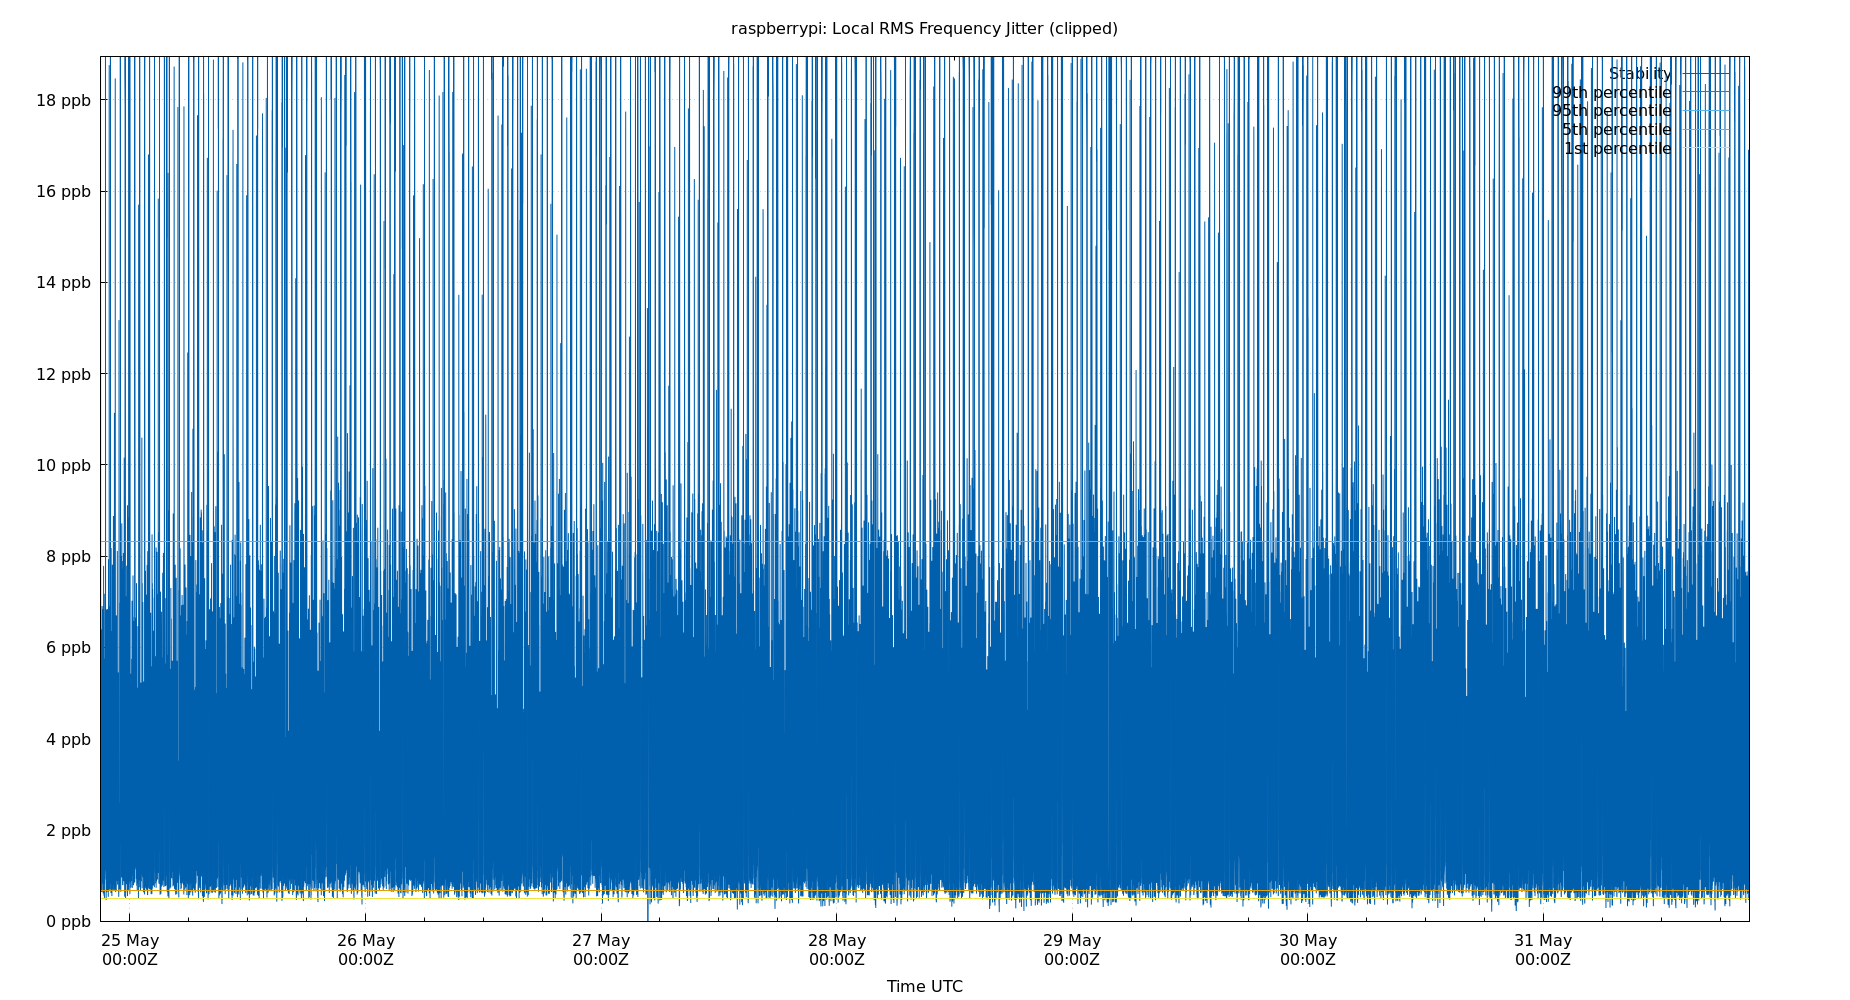 raspberrypi: Local RMS Frequency Jitter (clipped)
Stability
99th percentile
95th percentile
5th percentile
1st percentile
18 ppb
16 ppb
14 ppb
12 ppb
10 ppb
8 ppb
6 ppb
4 ppb
2 ppb
0 ppb
25 May 26 May 27 May 28 May 29 May 30 May 31 May
00:00Z 00:00Z 00:00Z 00:00Z 00:00Z 00:00Z 00:00Z
Time UTC